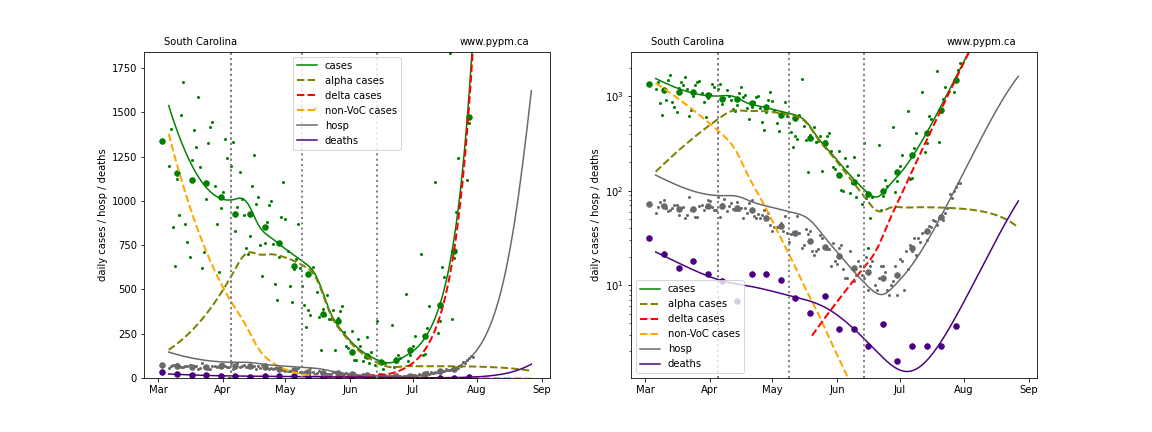 South Carolina
www.pypm.ca
daily cases / hosp / deaths
1750
1500
1250
1000
750
500
250
0
Mar
Apr
May
Jun
Jul
Aug
Sep
cases
alpha cases
delta cases
non-VoC cases
hosp
deaths
South Carolina
www.pypm.ca
daily cases / hosp / deaths
10³
10²
10¹
Mar
Apr
May
Jun
Jul
Aug
Sep
cases
alpha cases
delta cases
non-VoC cases
hosp
deaths